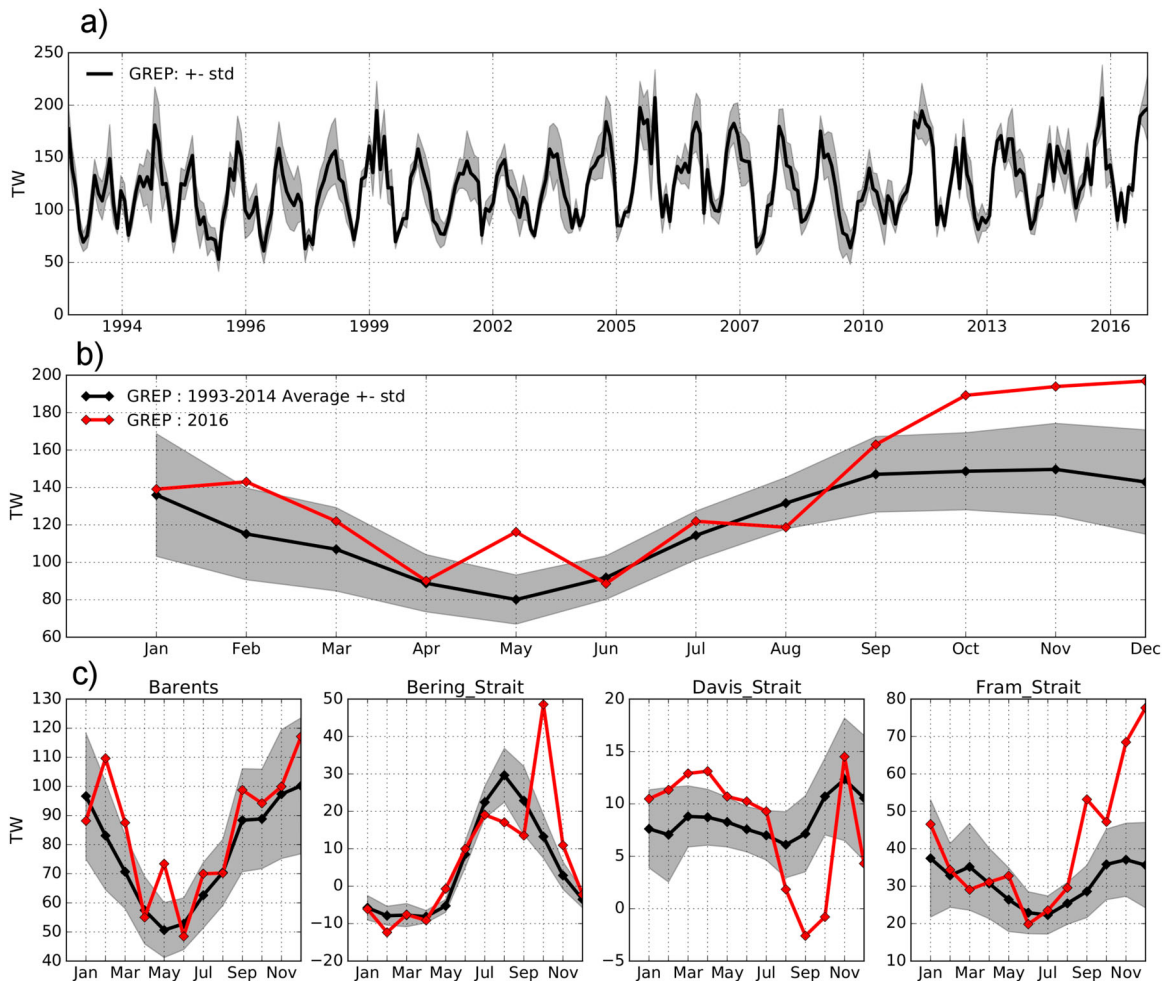 a)
250
200
150
100
50
0
TW
GREP: +- std
1994 1996 1999 2002 2005 2007 2010 2013 2016
b)
200
180
160
140
120
100
80
60
TW
GREP : 1993-2014 Average +- std
GREP : 2016
Jan Feb Mar Apr May Jun Jul Aug Sep Oct Nov Dec
c)
TW
Barents
130
120
110
100
90
80
70
60
50
40
Jan Mar May Jul Sep Nov
Bering_Strait
50
40
30
20
10
0
−10
−20
Jan Mar May Jul Sep Nov
Davis_Strait
20
15
10
5
0
−5
Jan Mar May Jul Sep Nov
Fram_Strait
80
70
60
50
40
30
20
10
Jan Mar May Jul Sep Nov